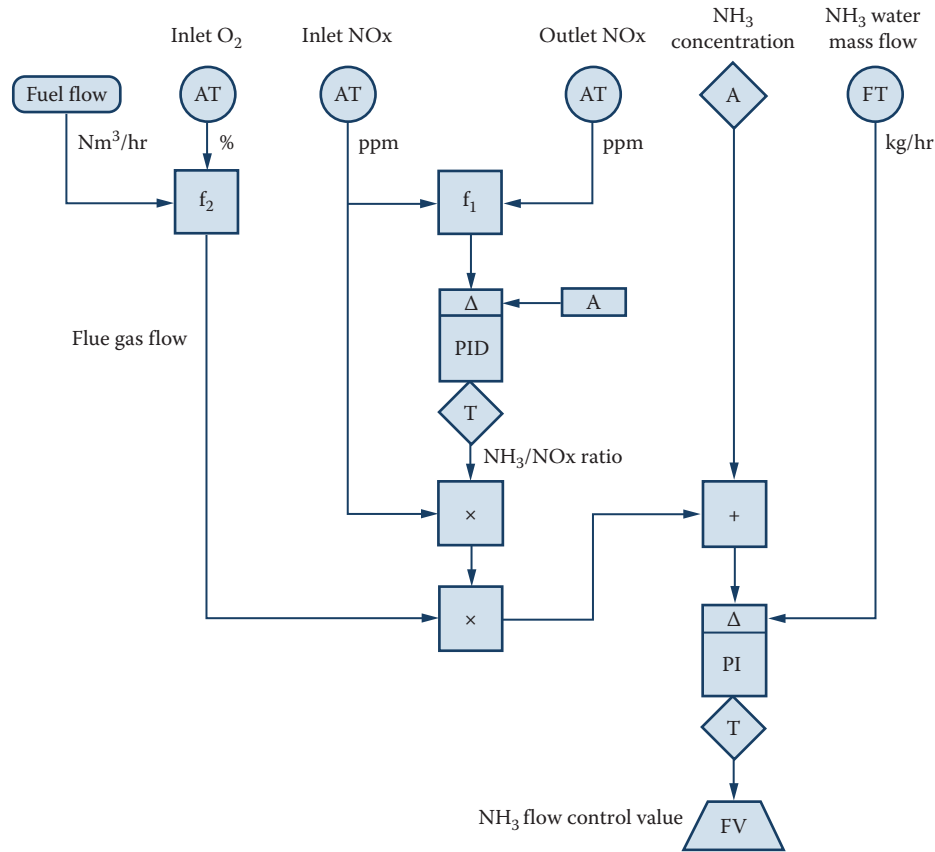 Inlet O₂
Inlet NOx
Outlet NOx
NH₃
concentration
NH₃ water
mass flow
Fuel flow
AT
AT
AT
A
FT
Nm³/hr
%
ppm
ppm
kg/hr
f₂
f₁
Δ
A
PID
Flue gas flow
T
NH₃/NOx ratio
×
+
×
Δ
PI
T
NH₃ flow control value
FV